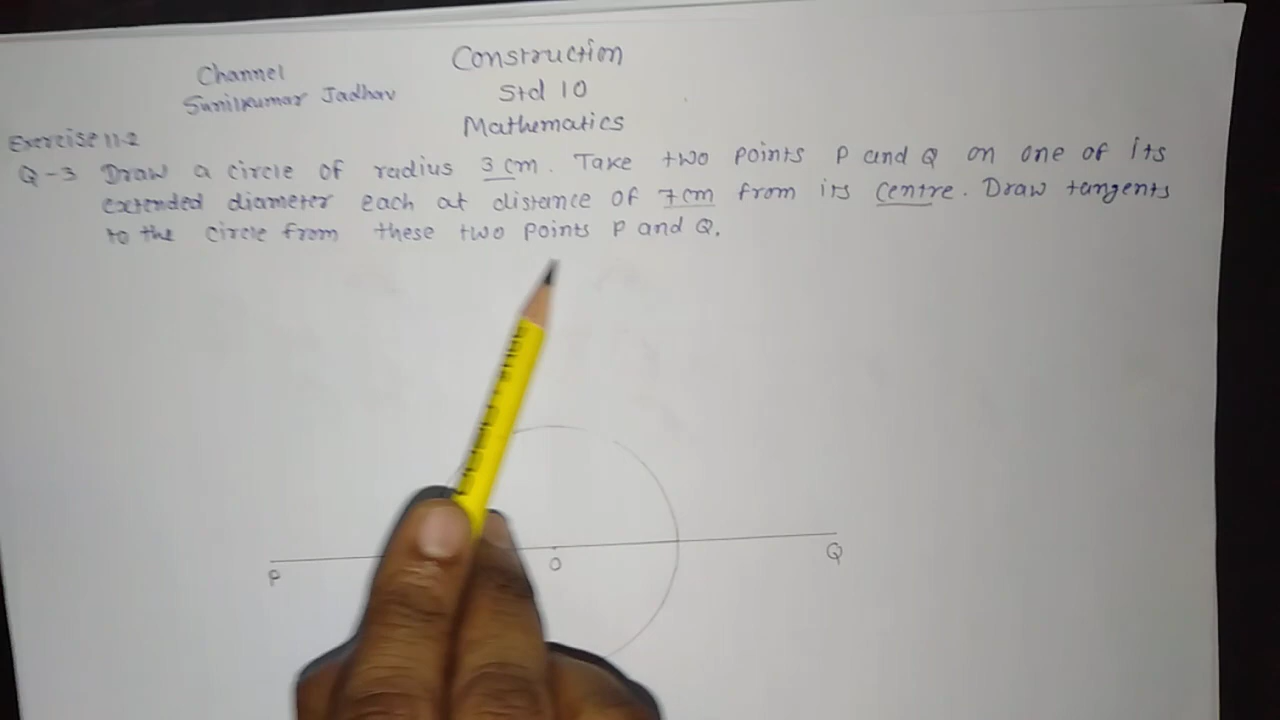 Construction
Channel
Sunilkumar Jadhav
Std 10
Mathematics
Exercise 11.2
Q-3 Draw a circle of radius 3 cm. Take two points P and Q on one of its
extended diameter each at distance of 7cm from its centre. Draw tangents
to the circle from these two points P and Q.
P
O
Q